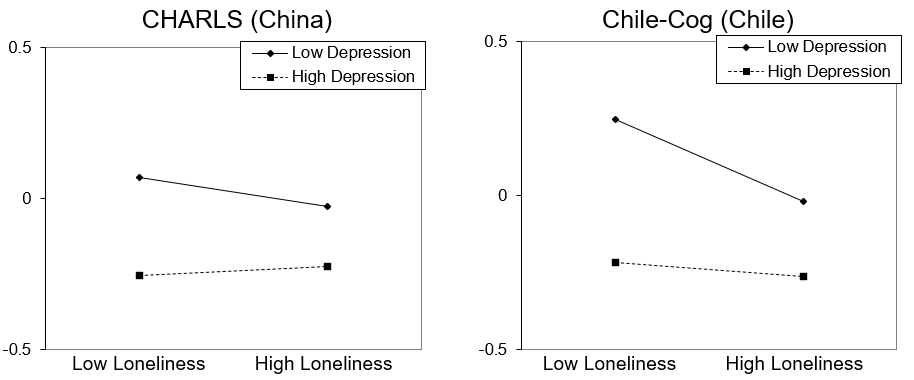 CHARLS (China)
0.5
Low Depression
High Depression
0
-0.5
Low Loneliness High Loneliness
Chile-Cog (Chile)
0.5
Low Depression
High Depression
0
-0.5
Low Loneliness High Loneliness